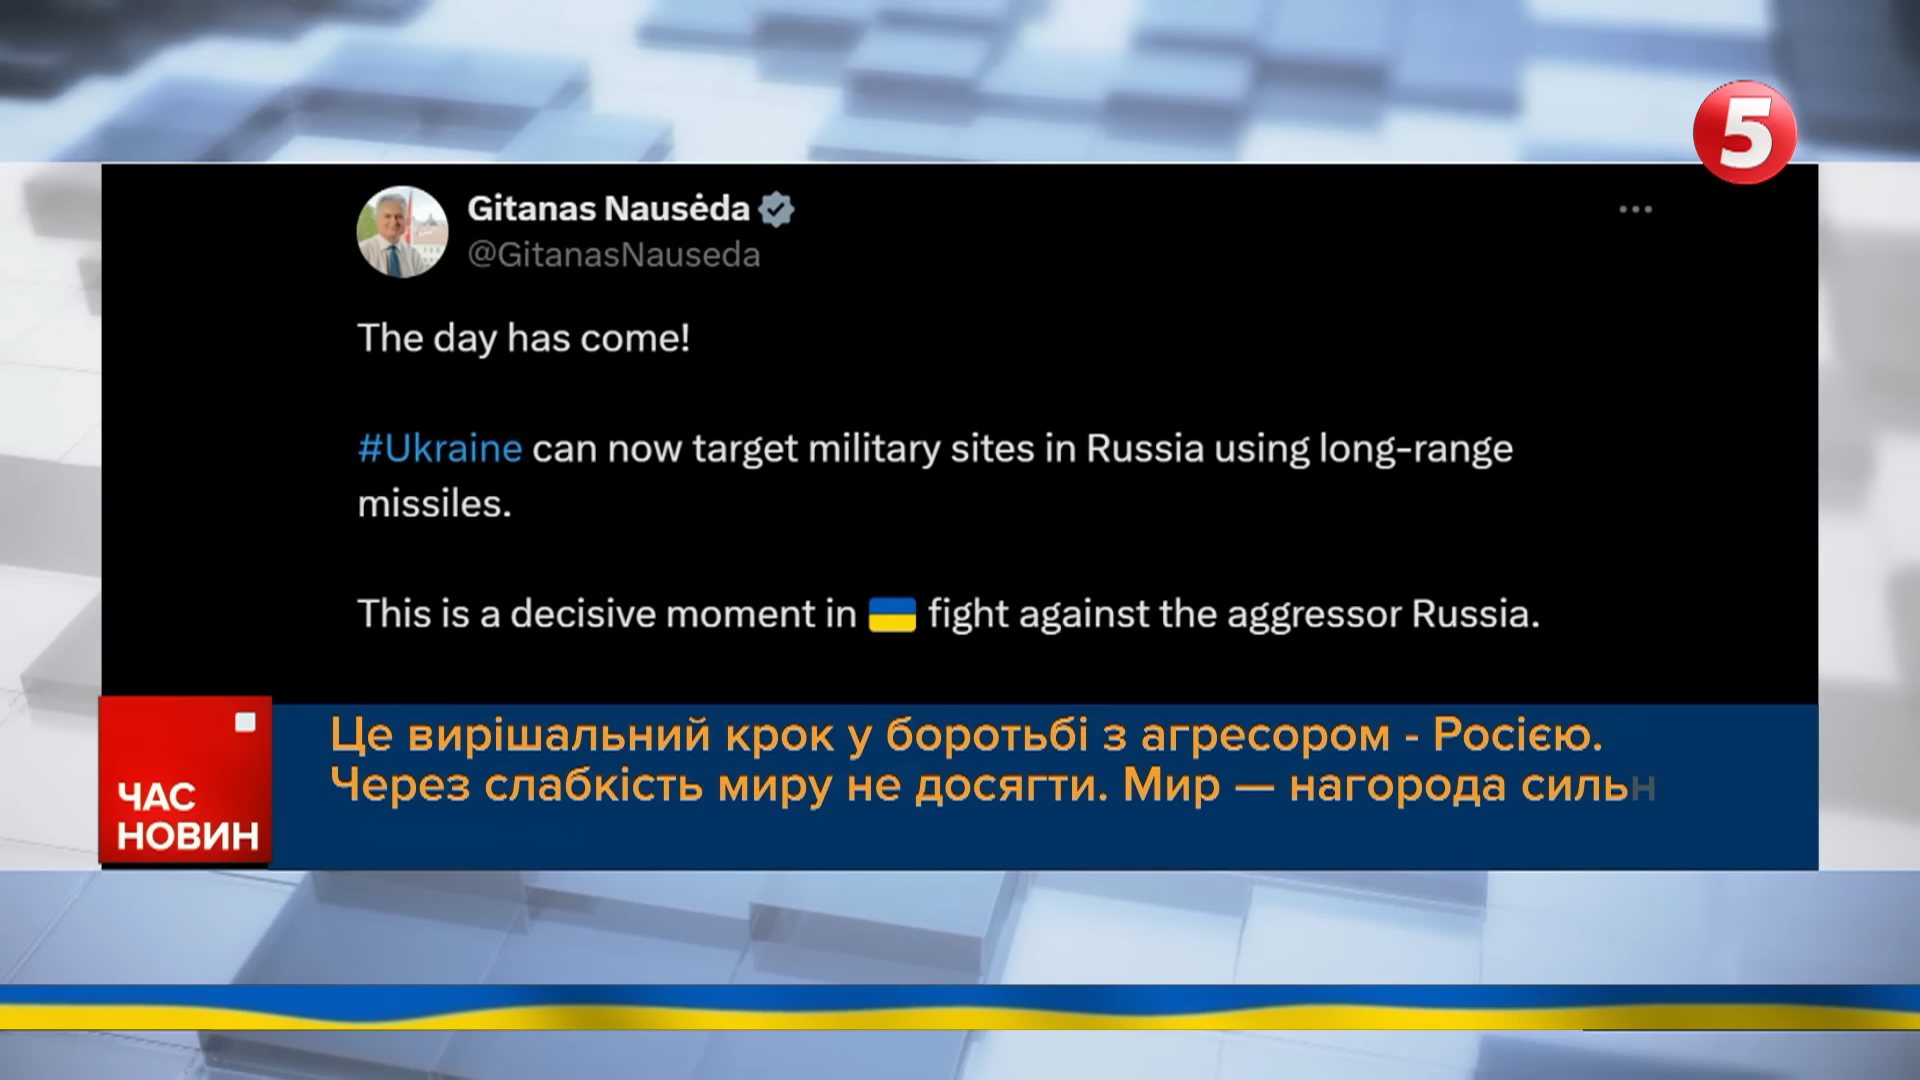 5
Gitanas Nausėda
@GitanasNauseda
The day has come!
#Ukraine can now target military sites in Russia using long-range
missiles.
This is a decisive moment in 🇺🇦 fight against the aggressor Russia.
Це вирішальний крок у боротьбі з агресором - Росією.
Через слабкість миру не досягти. Мир — нагорода сильн
ЧАС
НОВИН